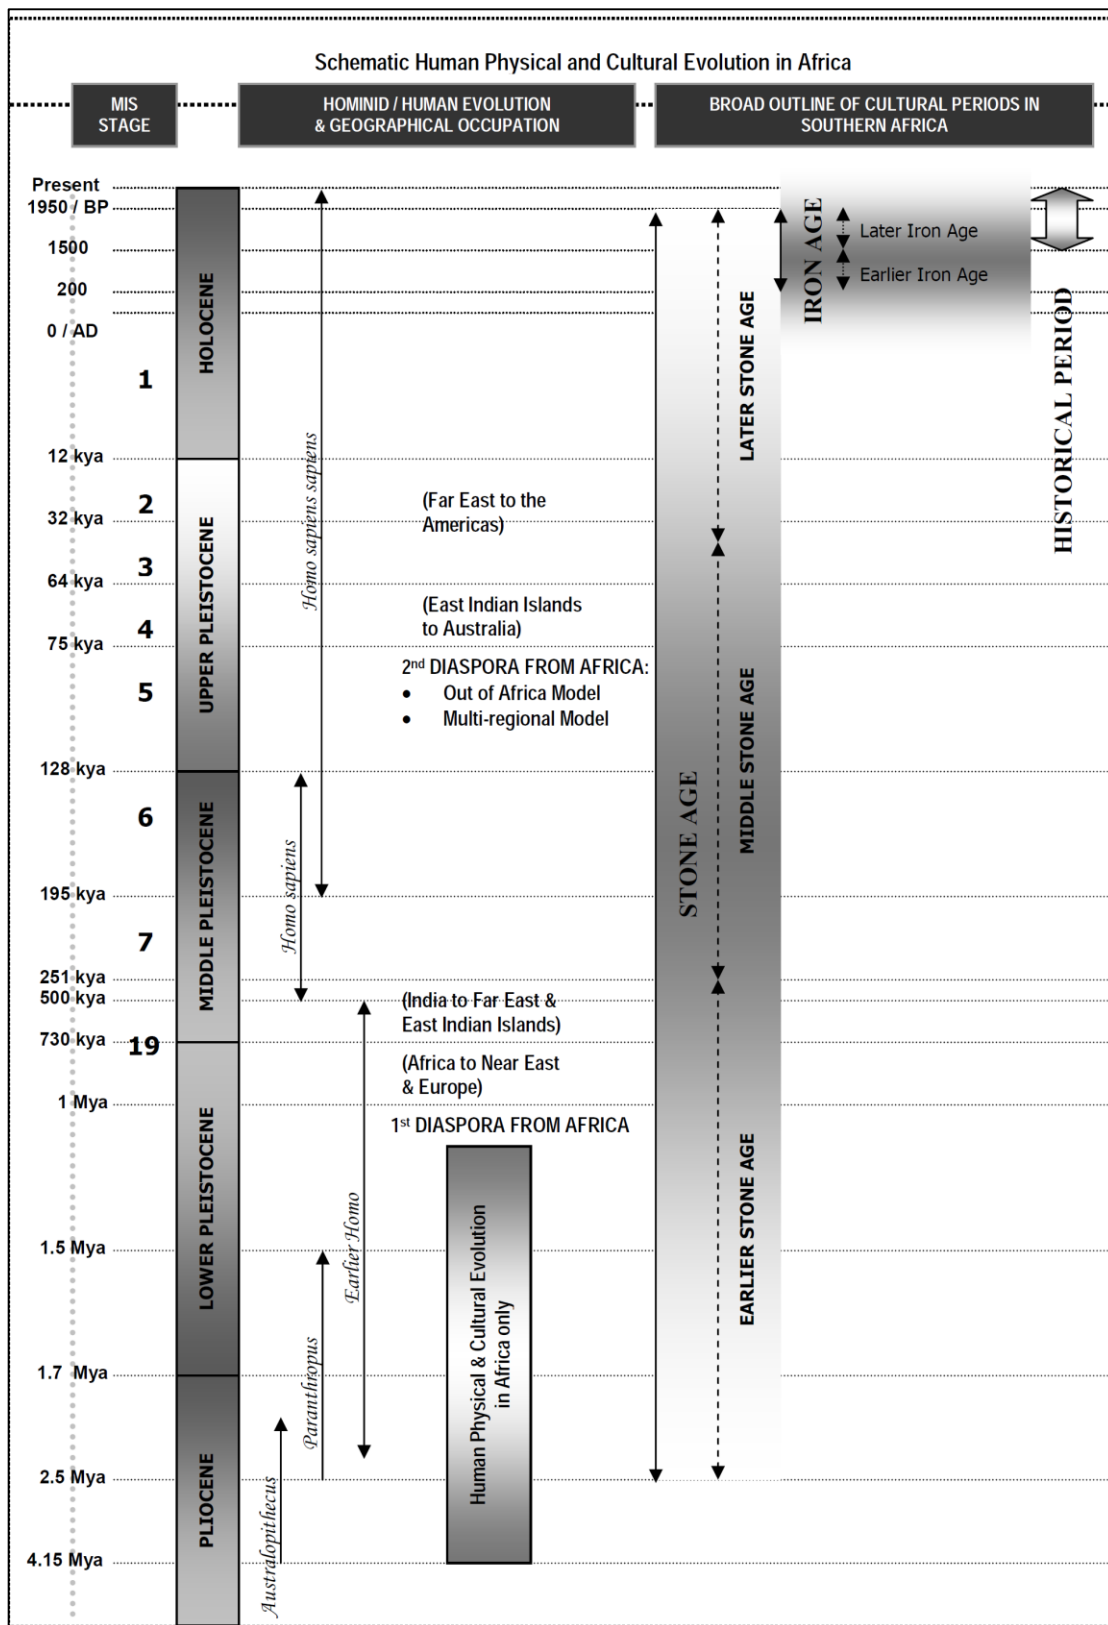 Schematic Human Physical and Cultural Evolution in Africa
MIS
STAGE
HOMINID / HUMAN EVOLUTION
& GEOGRAPHICAL OCCUPATION
BROAD OUTLINE OF CULTURAL PERIODS IN
SOUTHERN AFRICA
Present
1950 / BP
1500
200
0 / AD
12 kya
32 kya
64 kya
75 kya
128 kya
195 kya
251 kya
500 kya
730 kya
1 Mya
1.5 Mya
1.7 Mya
2.5 Mya
4.15 Mya
1
2
3
4
5
6
7
19
HOLOCENE
UPPER PLEISTOCENE
MIDDLE PLEISTOCENE
LOWER PLEISTOCENE
PLIOCENE
Homo sapiens sapiens
Homo sapiens
Earlier Homo
Paranthropus
Australopithecus
(Far East to the
Americas)
(East Indian Islands
to Australia)
2nd DIASPORA FROM AFRICA:
• Out of Africa Model
• Multi-regional Model
(India to Far East &
East Indian Islands)
(Africa to Near East
& Europe)
1st DIASPORA FROM AFRICA
Human Physical & Cultural Evolution
in Africa only
STONE AGE
LATER STONE AGE
MIDDLE STONE AGE
EARLIER STONE AGE
IRON AGE
Later Iron Age
Earlier Iron Age
HISTORICAL PERIOD